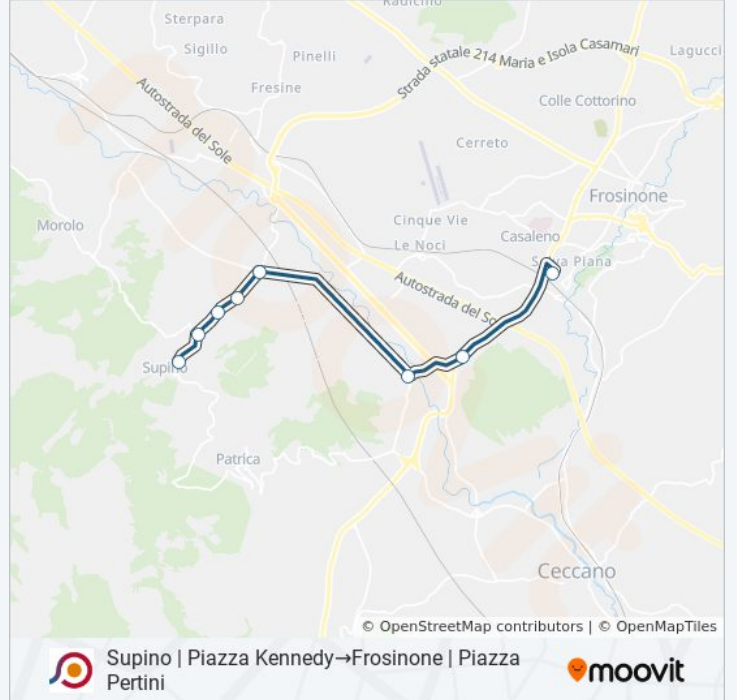 Radicino
Sterpara
Sigillo
Pinelli
Strada statale 214 Maria e Isola Casamari
Lagucci
Autostrada del Sole
Fresine
Colle Cottorino
Cerreto
Frosinone
Morolo
Cinque Vie
Le Noci
Casaleno
Selva Piana
Autostrada del So
Supino
Patrica
Ceccano
© OpenStreetMap contributors | © OpenMapTiles
Supino | Piazza Kennedy→Frosinone | Piazza
Pertini
moovit